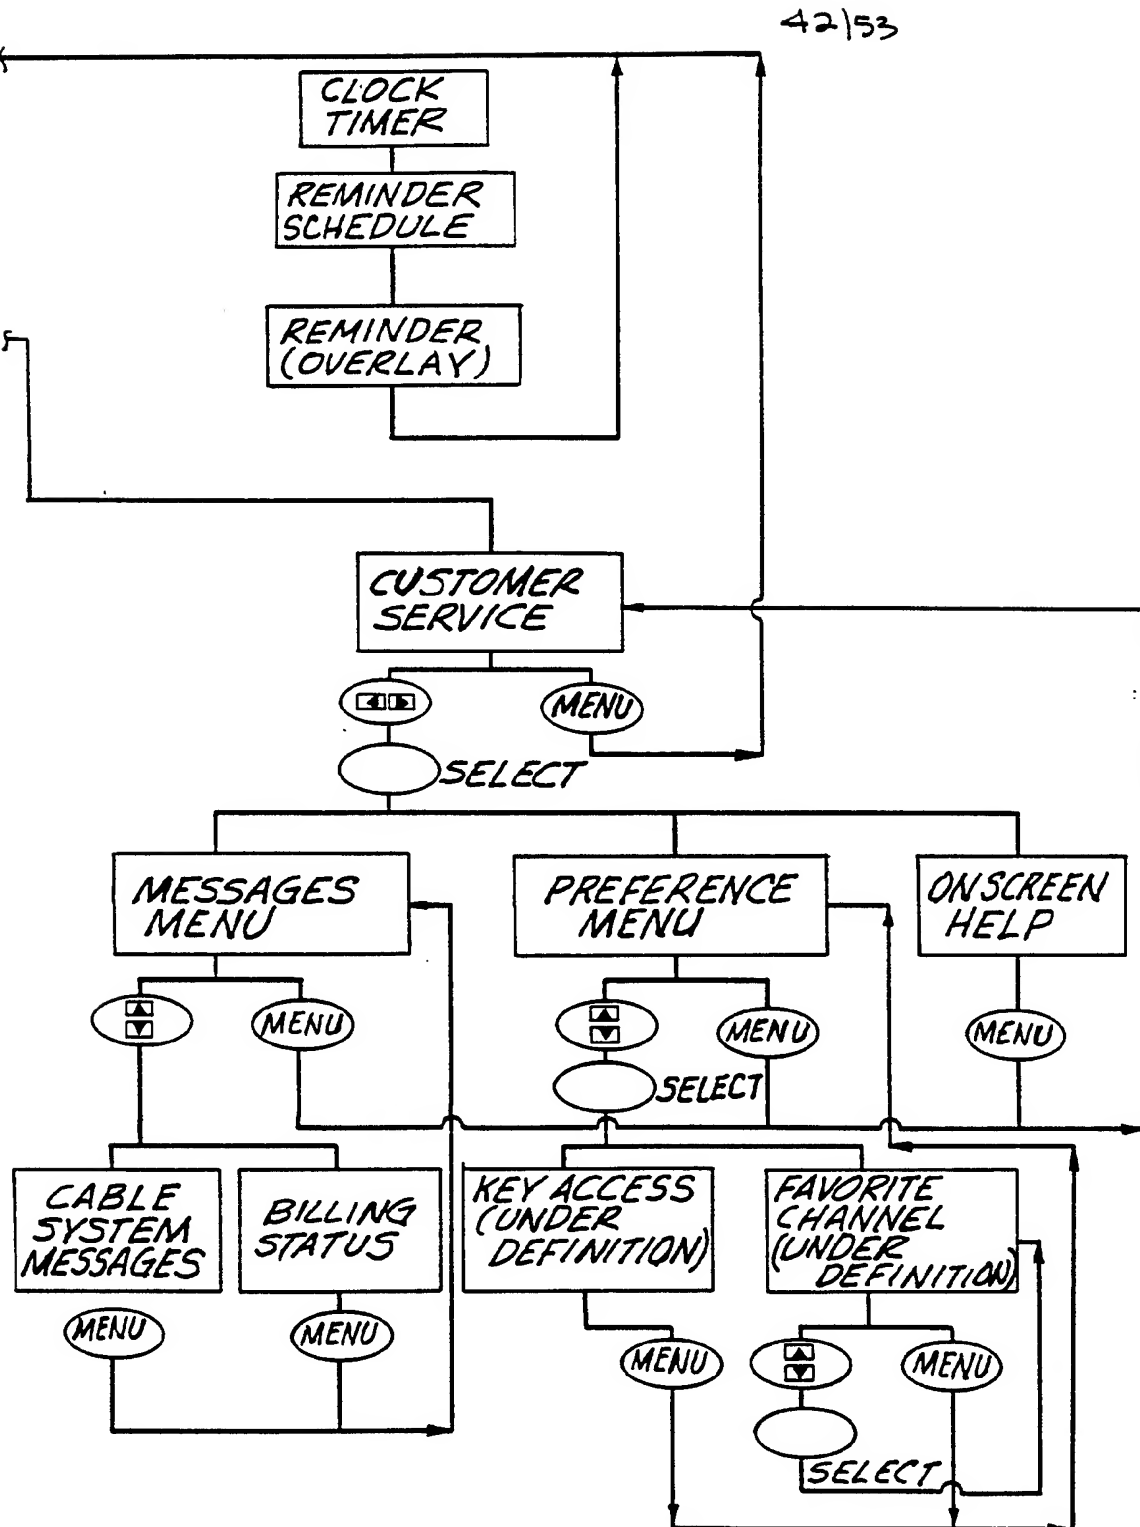 42/53
CLOCK
TIMER
REMINDER
SCHEDULE
REMINDER
(OVERLAY)
CUSTOMER
SERVICE
MENU
SELECT
MESSAGES
MENU
PREFERENCE
MENU
ON SCREEN
HELP
MENU
MENU
MENU
SELECT
CABLE
SYSTEM
MESSAGES
BILLING
STATUS
KEY ACCESS
(UNDER
DEFINITION)
FAVORITE
CHANNEL
(UNDER
DEFINITION)
MENU
MENU
MENU
MENU
SELECT